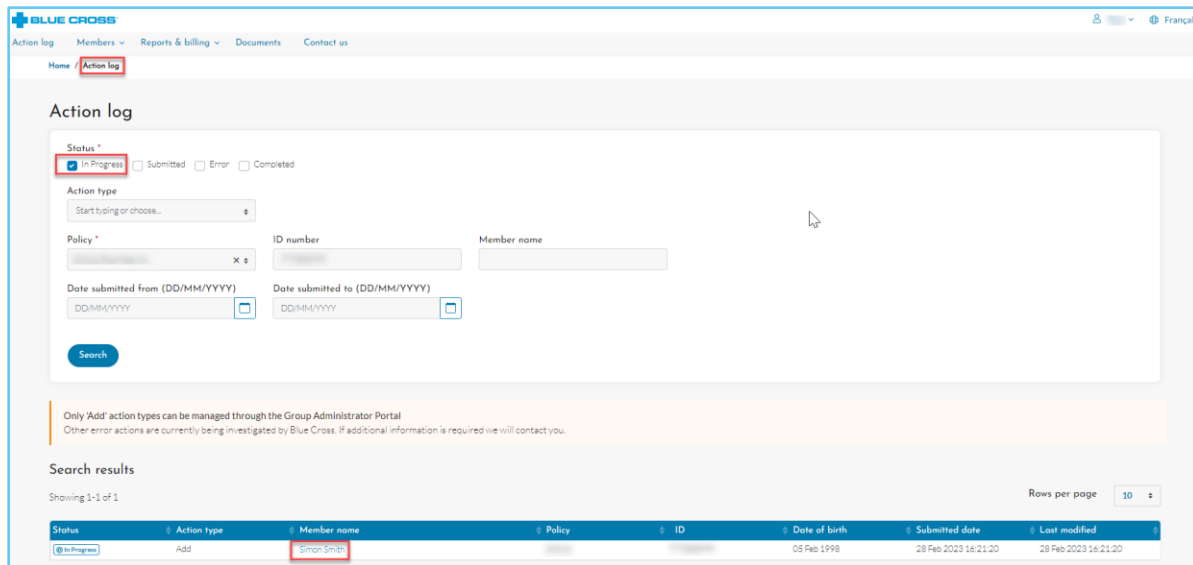 BLUE CROSS
Françai
Action log Members Reports & billing Documents Contact us
Home / Action log
Action log
Status *
In Progress Submitted Error Completed
Action type
Start typing or choose...
Policy * ID number Member name
Date submitted from (DD/MM/YYYY) Date submitted to (DD/MM/YYYY)
DD/MM/YYYY DD/MM/YYYY
Search
Only 'Add' action types can be managed through the Group Administrator Portal
Other error actions are currently being investigated by Blue Cross. If additional information is required we will contact you.
Search results
Showing 1-1 of 1 Rows per page 10
Status Action type Member name Policy ID Date of birth Submitted date Last modified
In Progress Add Simon Smith 05 Feb 1998 28 Feb 2023 16:21:20 28 Feb 2023 16:21:20